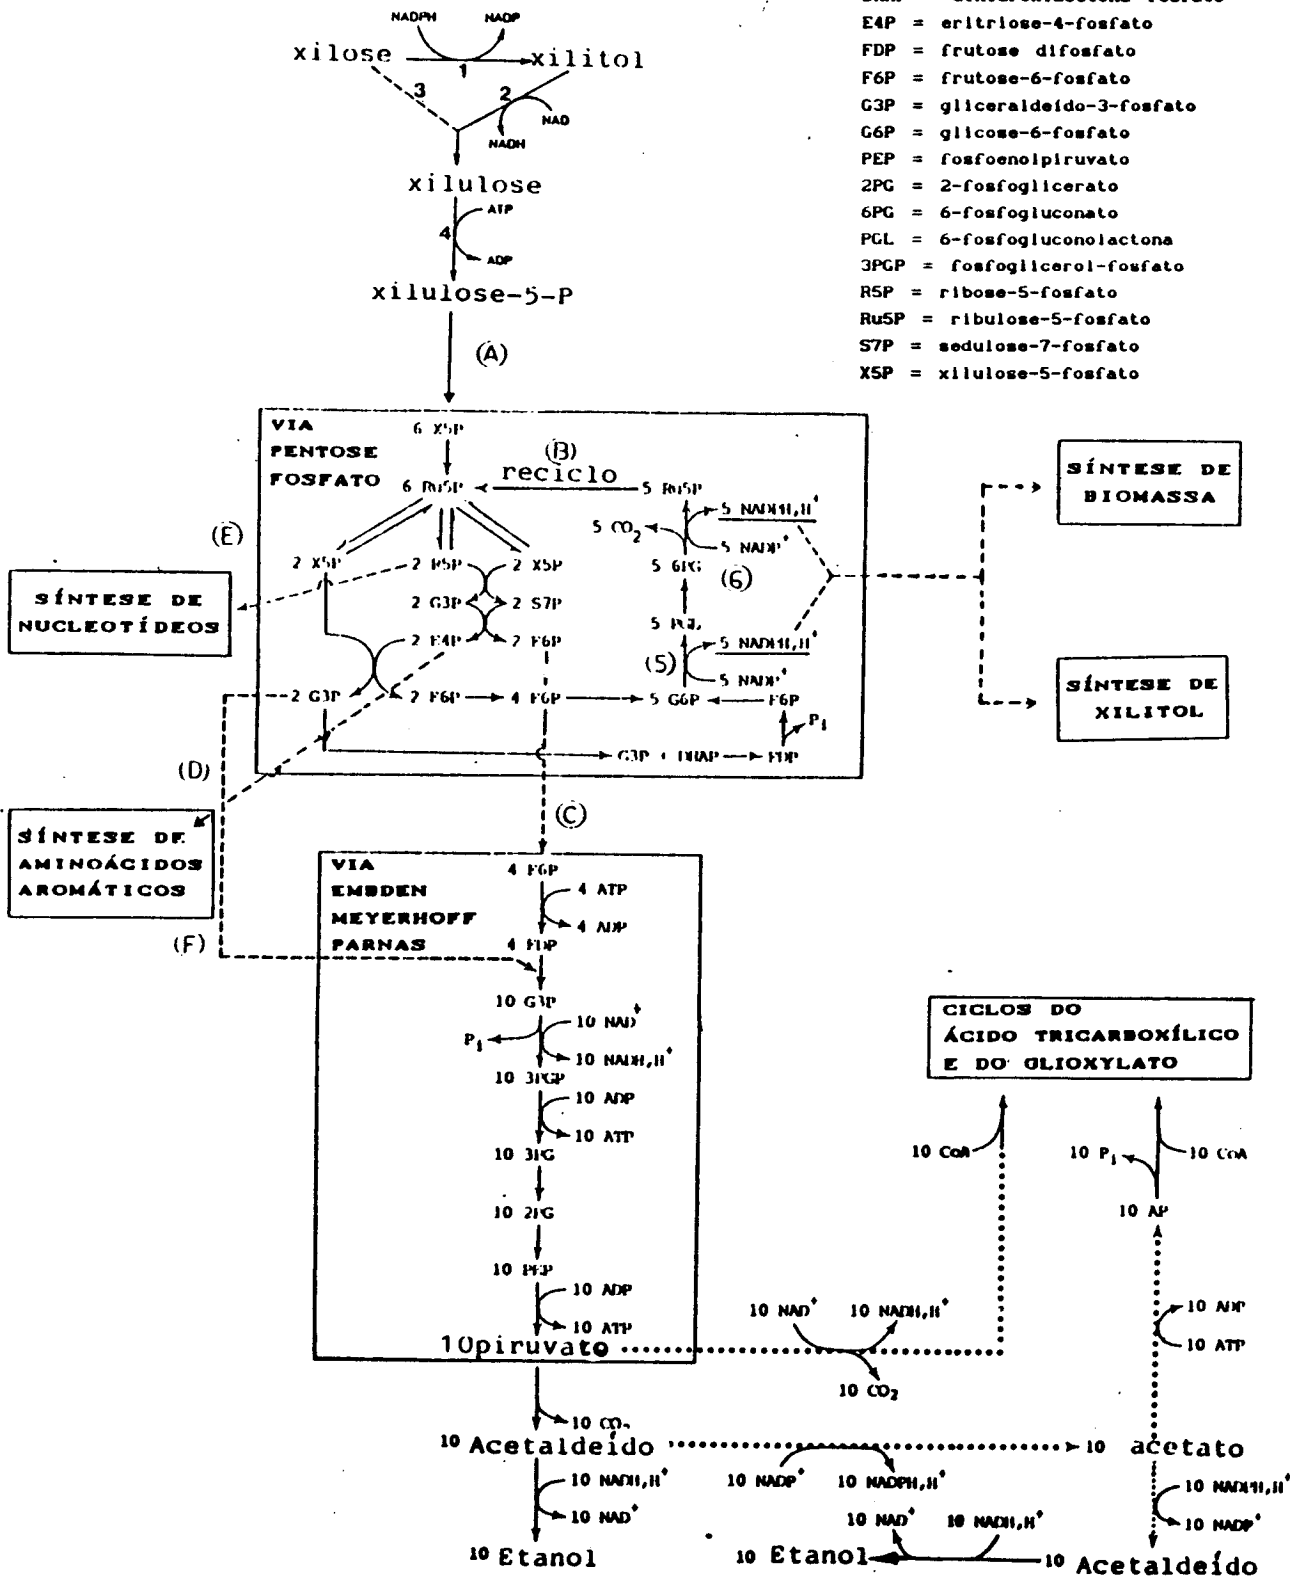 E4P = eritriose-4-fosfato
FDP = frutose difosfato
F6P = frutose-6-fosfato
G3P = gliceraldeído-3-fosfato
G6P = glicose-6-fosfato
PEP = fosfoenolpiruvato
2PG = 2-fosfoglicerato
6PG = 6-fosfogluconato
PGL = 6-fosfogluconolactona
3PGP = fosfoglicerol-fosfato
R5P = ribose-5-fosfato
Ru5P = ribulose-5-fosfato
S7P = sedulose-7-fosfato
X5P = xilulose-5-fosfato
NADPH NADP
xilose 1 xilitol
3 2
NAD
NADH
xilulose
ATP
4
ADP
xilulose-5-P
(A)
VIA
PENTOSE
FOSFATO
6 X5P
(B)
reciclo
6 Ru5P
5 Ru5P
5 NADPH,H⁺
5 CO₂
5 NADP⁺
(E)
2 X5P
2 R5P
2 X5P
5 6PG
(6)
2 G3P
2 S7P
5 PGL
2 E4P
2 F6P
5 NADPH,H⁺
(5)
5 NADP⁺
2 G3P
2 F6P
4 F6P
5 G6P
F6P
Pi
G3P + DHAP
FDP
SÍNTESE DE
BIOMASSA
SÍNTESE DE
XILITOL
SÍNTESE DE
NUCLEOTÍDEOS
(D)
(C)
SÍNTESE DE
AMINOÁCIDOS
AROMÁTICOS
(F)
VIA
EMBDEN
MEYERHOFF
PARNAS
4 F6P
4 ATP
4 ADP
4 FDP
10 G3P
10 NAD⁺
Pi
10 NADH,H⁺
10 3PGP
10 ADP
10 ATP
10 3PG
10 2PG
10 PEP
10 ADP
10 ATP
10piruvato
CICLOS DO
ÁCIDO TRICARBOXÍLICO
E DO GLIOXYLATO
10 CoA
10 Pi
10 CoA
10 AP
10 NAD⁺
10 NADH,H⁺
10 CO₂
10 ADP
10 ATP
10 CO₂
10 Acetaldeído
10 acetato
10 NADH,H⁺
10 NAD⁺
10 NADP⁺
10 NADPH,H⁺
10 NADPH,H⁺
10 NADP⁺
10 NAD⁺
10 NADH,H⁺
10 Etanol
10 Etanol
10 Acetaldeído